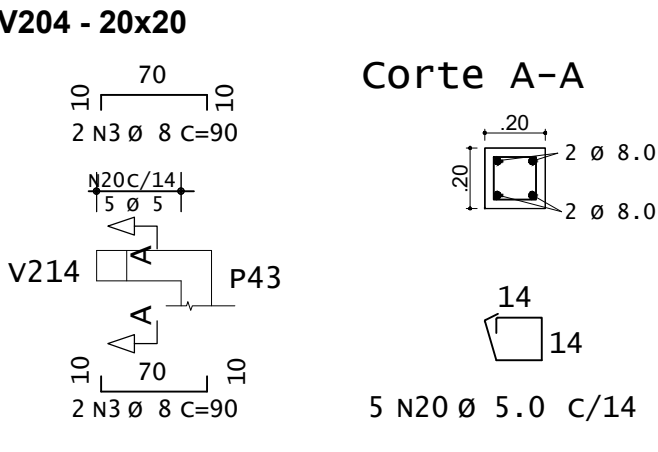 V204 - 20x20
70
10
10
2 N3 Ø 8 C=90
N20C/14
5 Ø 5
A
V214
P43
A
10
70
10
2 N3 Ø 8 C=90
Corte A-A
.20
.20
2 Ø 8.0
2 Ø 8.0
14
14
5 N20 Ø 5.0 C/14